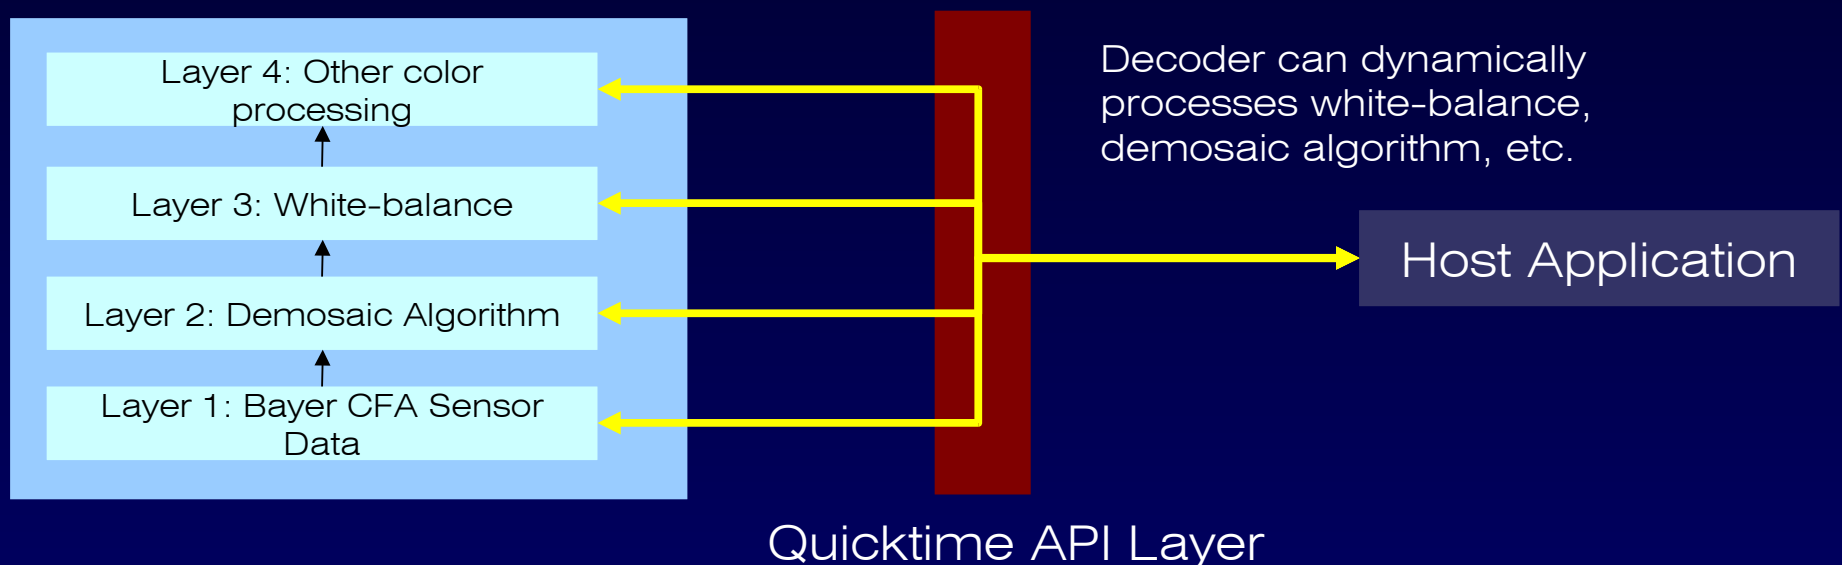 Layer 4: Other color
processing
Layer 3: White-balance
Layer 2: Demosaic Algorithm
Layer 1: Bayer CFA Sensor
Data
Decoder can dynamically
processes white-balance,
demosaic algorithm, etc.
Host Application
Quicktime API Layer